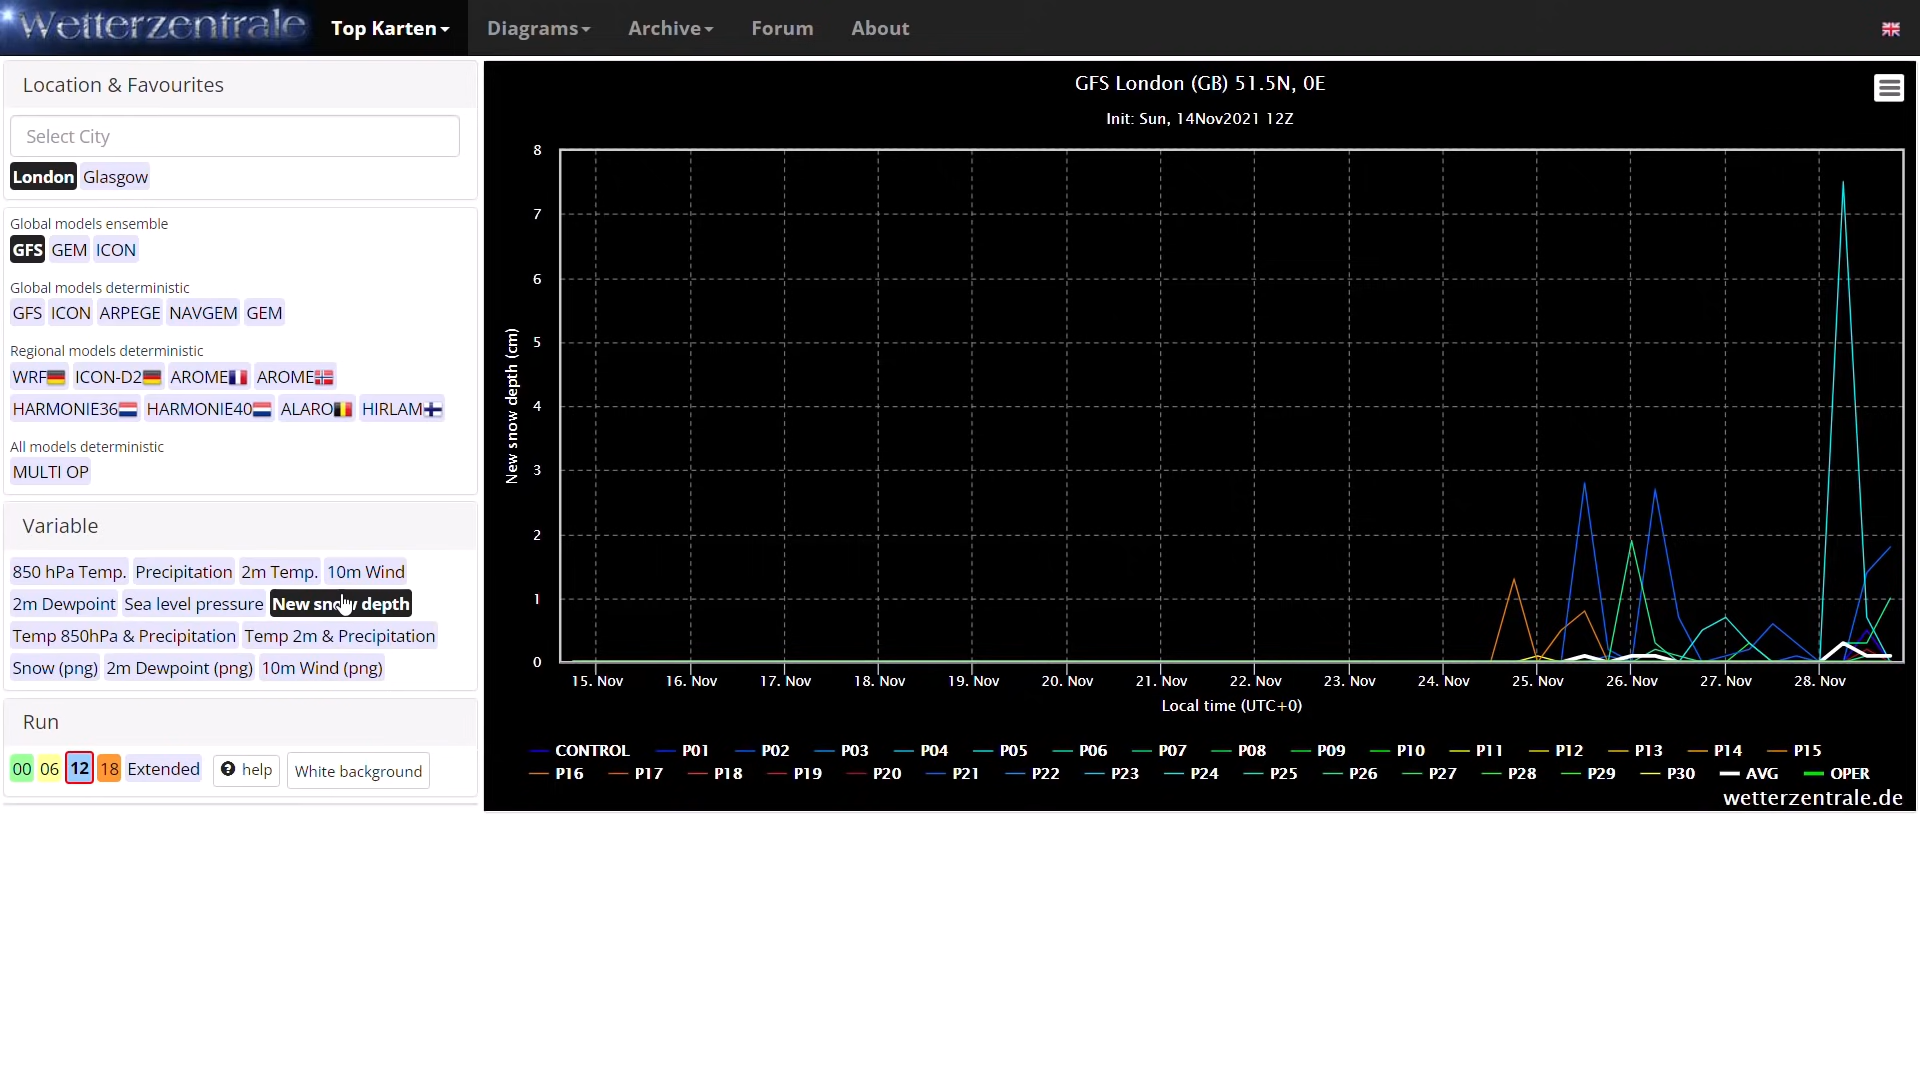 Wetterzentrale
Top Karten
Diagrams
Archive
Forum
About
Location & Favourites
Select City
London Glasgow
Global models ensemble
GFS GEM ICON
Global models deterministic
GFS ICON ARPEGE NAVGEM GEM
Regional models deterministic
WRF ICON-D2 AROME AROME
HARMONIE36 HARMONIE40 ALARO HIRLAM
All models deterministic
MULTI OP
Variable
850 hPa Temp. Precipitation 2m Temp. 10m Wind
2m Dewpoint Sea level pressure New snow depth
Temp 850hPa & Precipitation Temp 2m & Precipitation
Snow (png) 2m Dewpoint (png) 10m Wind (png)
Run
00 06 12 18 Extended help White background
GFS London (GB) 51.5N, 0E
Init: Sun, 14Nov2021 12Z
New snow depth (cm)
8
7
6
5
4
3
2
1
0
15. Nov 16. Nov 17. Nov 18. Nov 19. Nov 20. Nov 21. Nov 22. Nov 23. Nov 24. Nov 25. Nov 26. Nov 27. Nov 28. Nov
Local time (UTC+0)
CONTROL P01 P02 P03 P04 P05 P06 P07 P08 P09 P10 P11 P12 P13 P14 P15
P16 P17 P18 P19 P20 P21 P22 P23 P24 P25 P26 P27 P28 P29 P30 AVG OPER
wetterzentrale.de